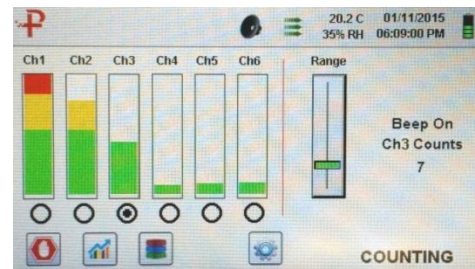 20.2 C 01/11/2015
35% RH 06:09:00 PM
Ch1 Ch2 Ch3 Ch4 Ch5 Ch6 Range
Beep On
Ch3 Counts
7
COUNTING